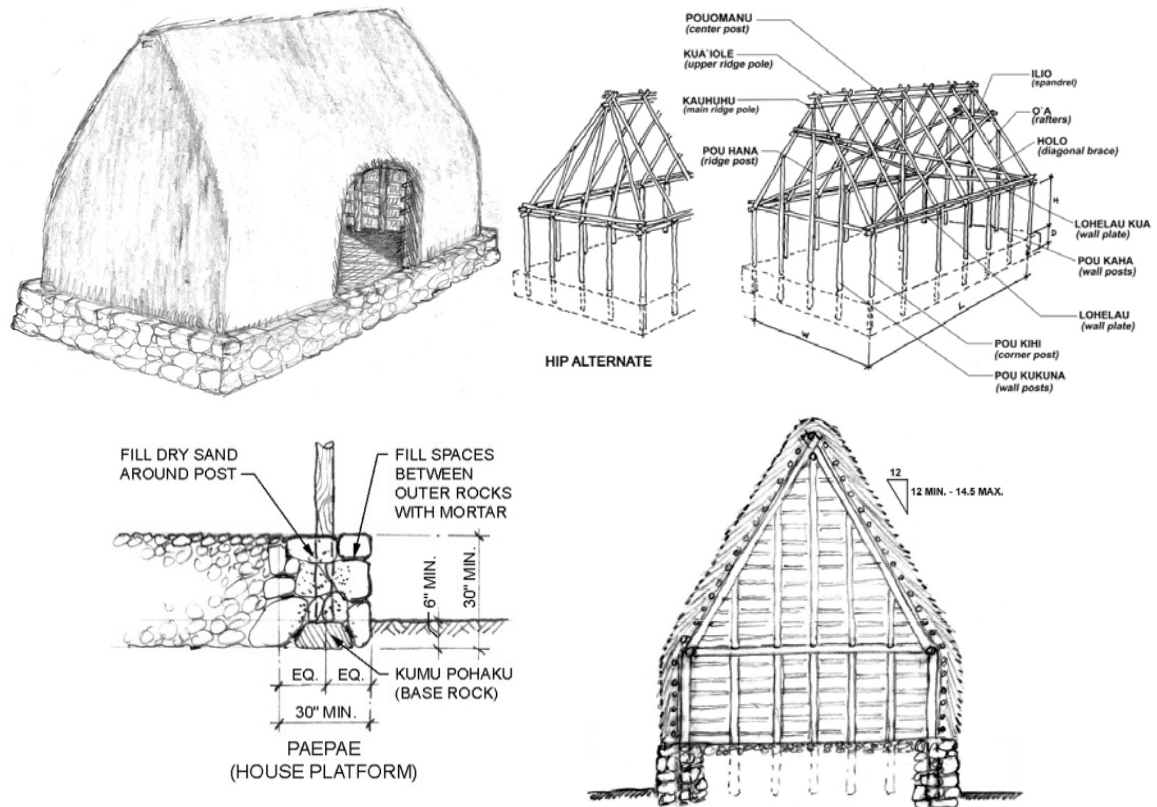 POUOMANU
(center post)
KUA`IOLE
(upper ridge pole)
KAUHUHU
(main ridge pole)
POU HANA
(ridge post)
ILIO
(spandrel)
O`A
(rafters)
HOLO
(diagonal brace)
H
D
LOHELAU KUA
(wall plate)
POU KAHA
(wall posts)
LOHELAU
(wall plate)
POU KIHI
(corner post)
POU KUKUNA
(wall posts)
W
L
HIP ALTERNATE
FILL DRY SAND
AROUND POST
FILL SPACES
BETWEEN
OUTER ROCKS
WITH MORTAR
6" MIN.
30" MIN.
EQ. EQ.
30" MIN.
KUMU POHAKU
(BASE ROCK)
PAEPAE
(HOUSE PLATFORM)
12
12 MIN. - 14.5 MAX.